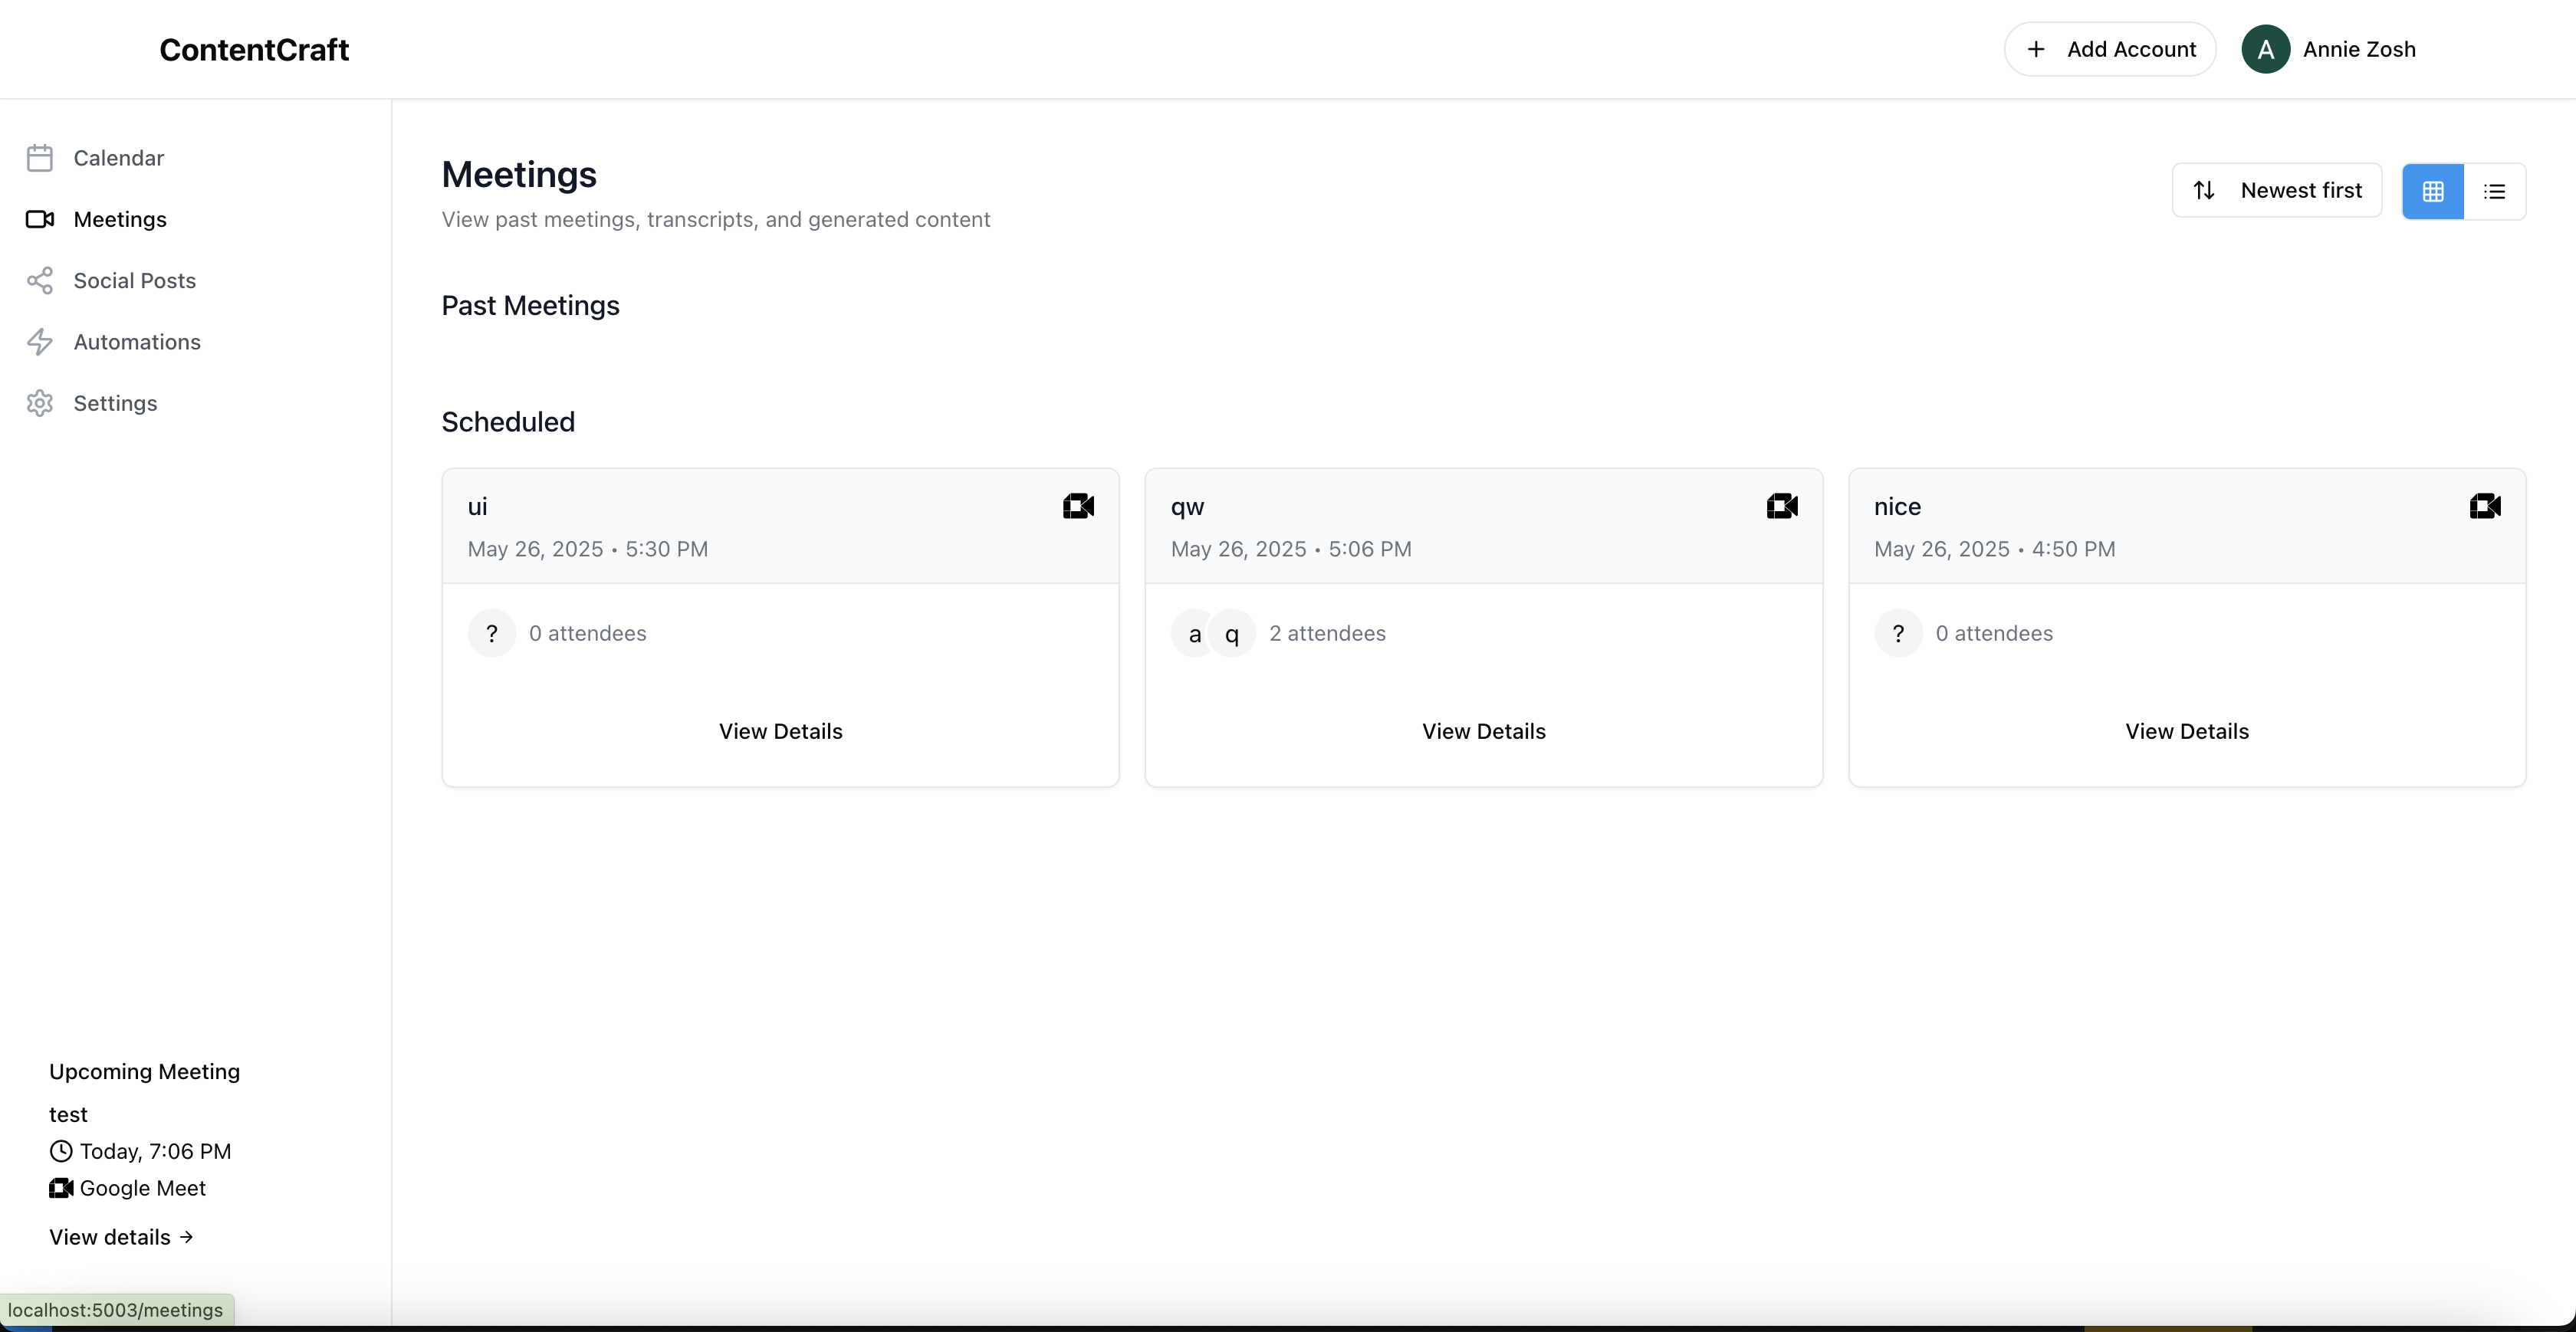 ContentCraft
+ Add Account
A
Annie Zosh
Calendar
Meetings
Social Posts
Automations
Settings
Meetings
View past meetings, transcripts, and generated content
Newest first
Past Meetings
Scheduled
ui
May 26, 2025 • 5:30 PM
? 0 attendees
View Details
qw
May 26, 2025 • 5:06 PM
a q 2 attendees
View Details
nice
May 26, 2025 • 4:50 PM
? 0 attendees
View Details
Upcoming Meeting
test
Today, 7:06 PM
Google Meet
View details →
localhost:5003/meetings